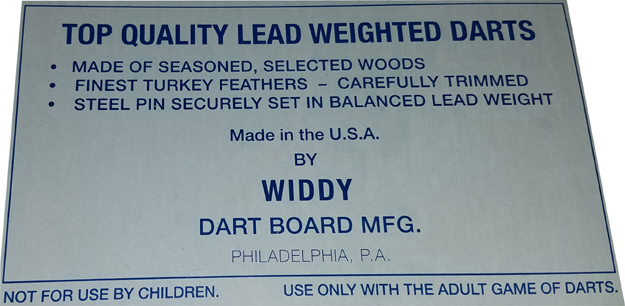 TOP QUALITY LEAD WEIGHTED DARTS
• MADE OF SEASONED, SELECTED WOODS
• FINEST TURKEY FEATHERS – CAREFULLY TRIMMED
• STEEL PIN SECURELY SET IN BALANCED LEAD WEIGHT
Made in the U.S.A.
BY
WIDDY
DART BOARD MFG.
PHILADELPHIA, P.A.
NOT FOR USE BY CHILDREN. USE ONLY WITH THE ADULT GAME OF DARTS.